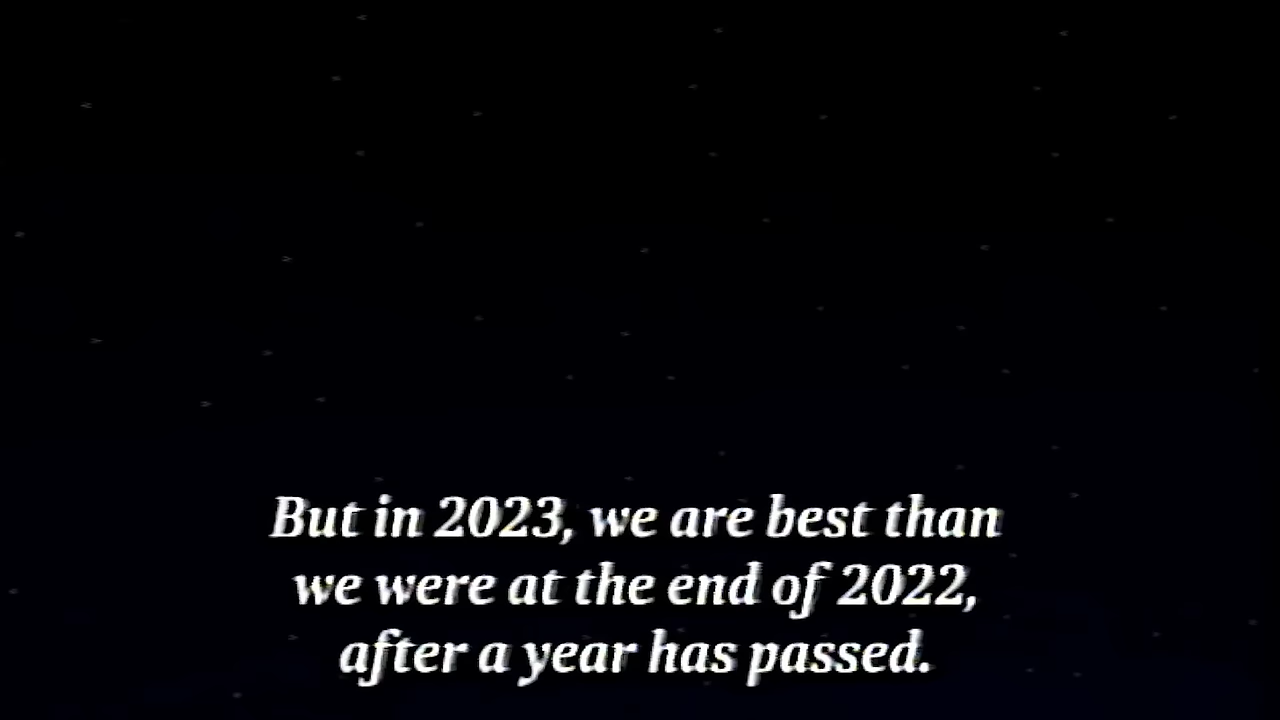 But in 2023, we are best than
we were at the end of 2022,
after a year has passed.